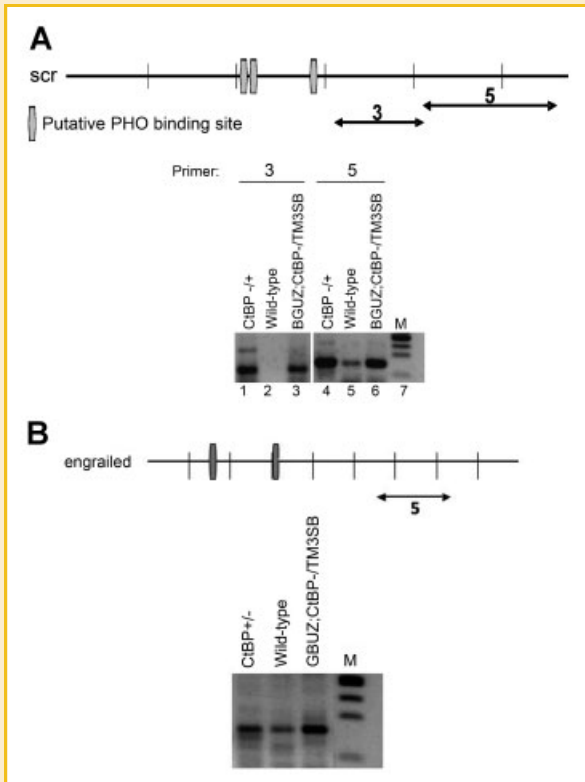 A
scr
3
5
Putative PHO binding site
Primer: 3 5
CtBP -/+
Wild-type
BGUZ;CtBP-/TM3SB
CtBP -/+
Wild-type
BGUZ;CtBP-/TM3SB
M
1 2 3 4 5 6 7
B
engrailed
5
CtBP+/-
Wild-type
GBUZ;CtBP-/TM3SB
M